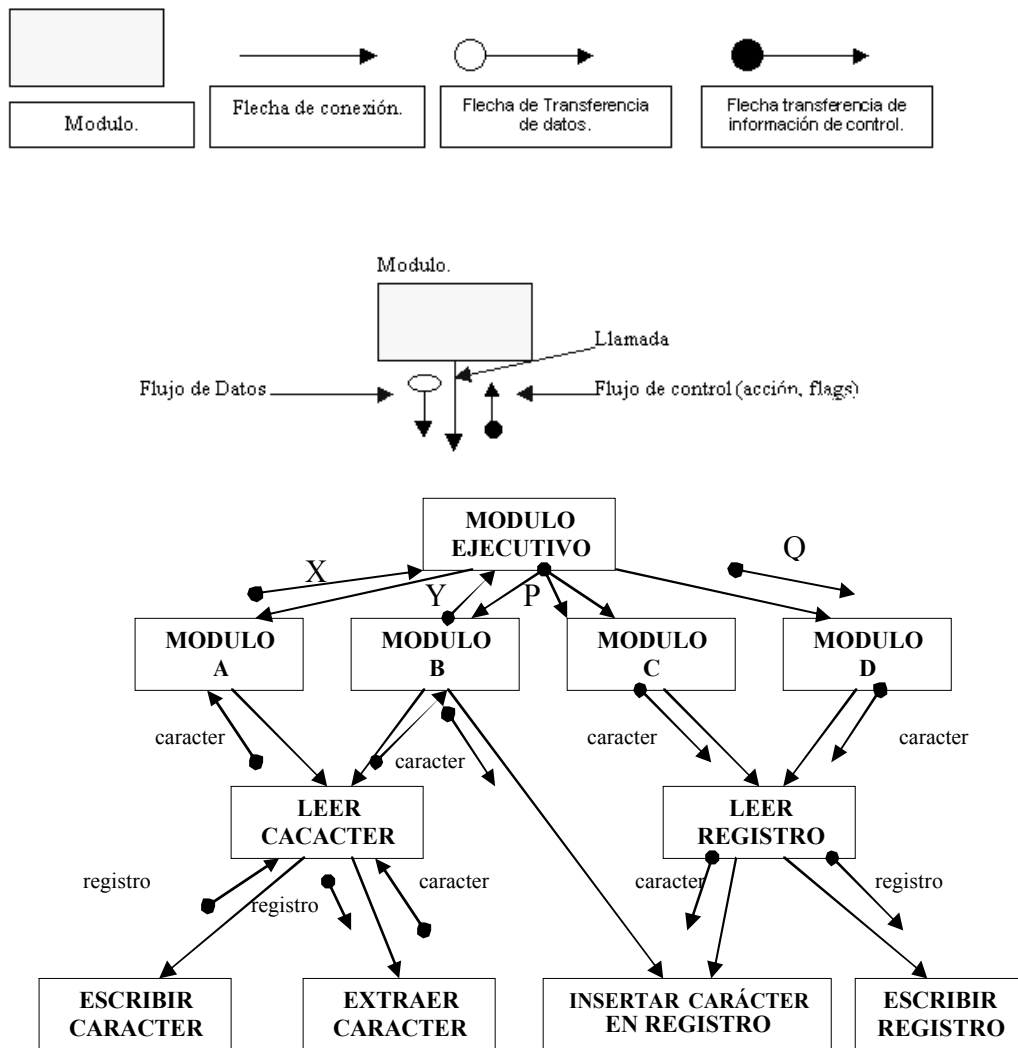 Modulo.
Flecha de conexión.
Flecha de Transferencia
de datos.
Flecha transferencia de
información de control.
Modulo.
Llamada
Flujo de Datos
Flujo de control (acción, flags)
MODULO
EJECUTIVO
X
Y
P
Q
MODULO
A
MODULO
B
MODULO
C
MODULO
D
caracter
caracter
caracter
caracter
LEER
CACACTER
LEER
REGISTRO
registro
registro
caracter
caracter
registro
ESCRIBIR
CARACTER
EXTRAER
CARACTER
INSERTAR CARÁCTER
EN REGISTRO
ESCRIBIR
REGISTRO